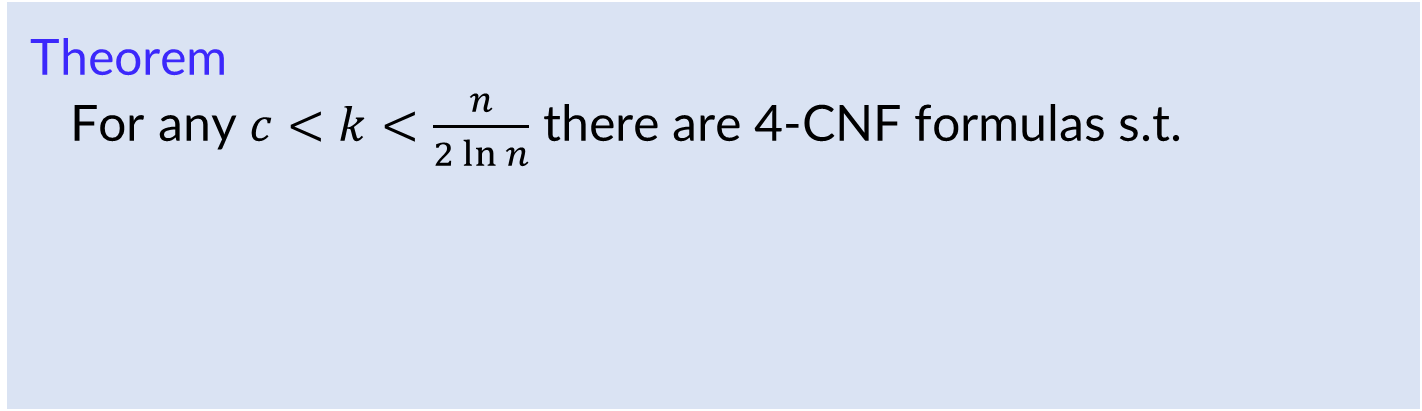 Theorem
For any c < k < n / (2 ln n) there are 4-CNF formulas s.t.